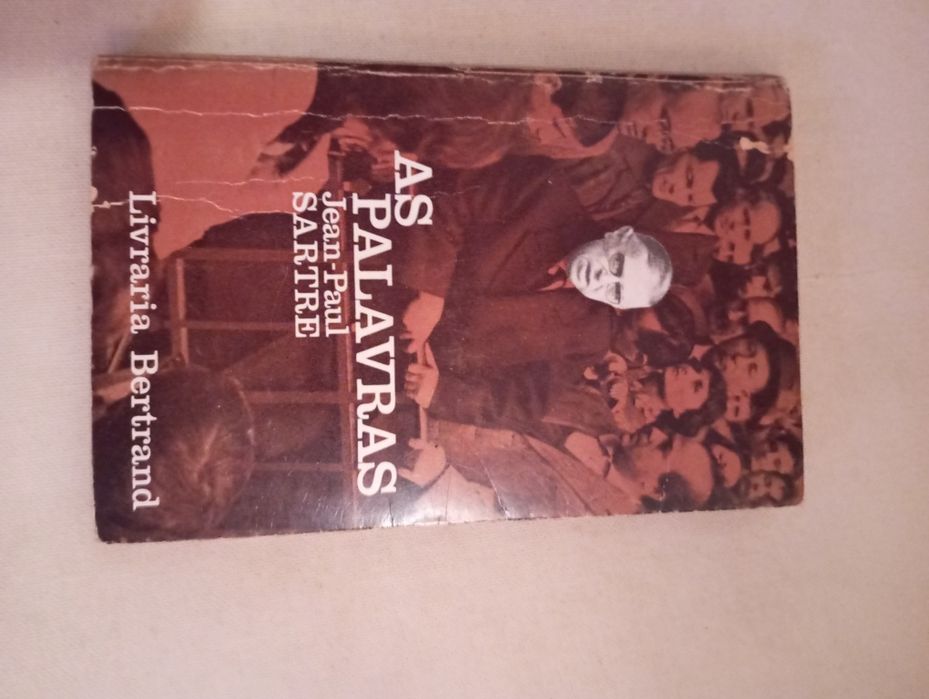 AS
PALAVRAS
Jean-Paul
SARTRE
Livraria Bertrand